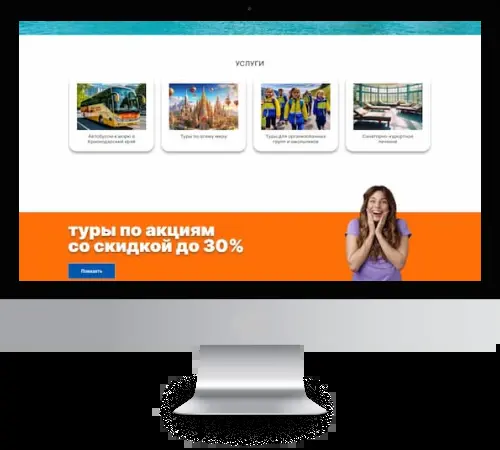 УСЛУГИ
Автобусом к морю в
Краснодарский край
Туры по всему миру
Туры для организованных
групп и школьников
Санаторно-курортное
лечение
туры по акциям
со скидкой до 30%
Показать